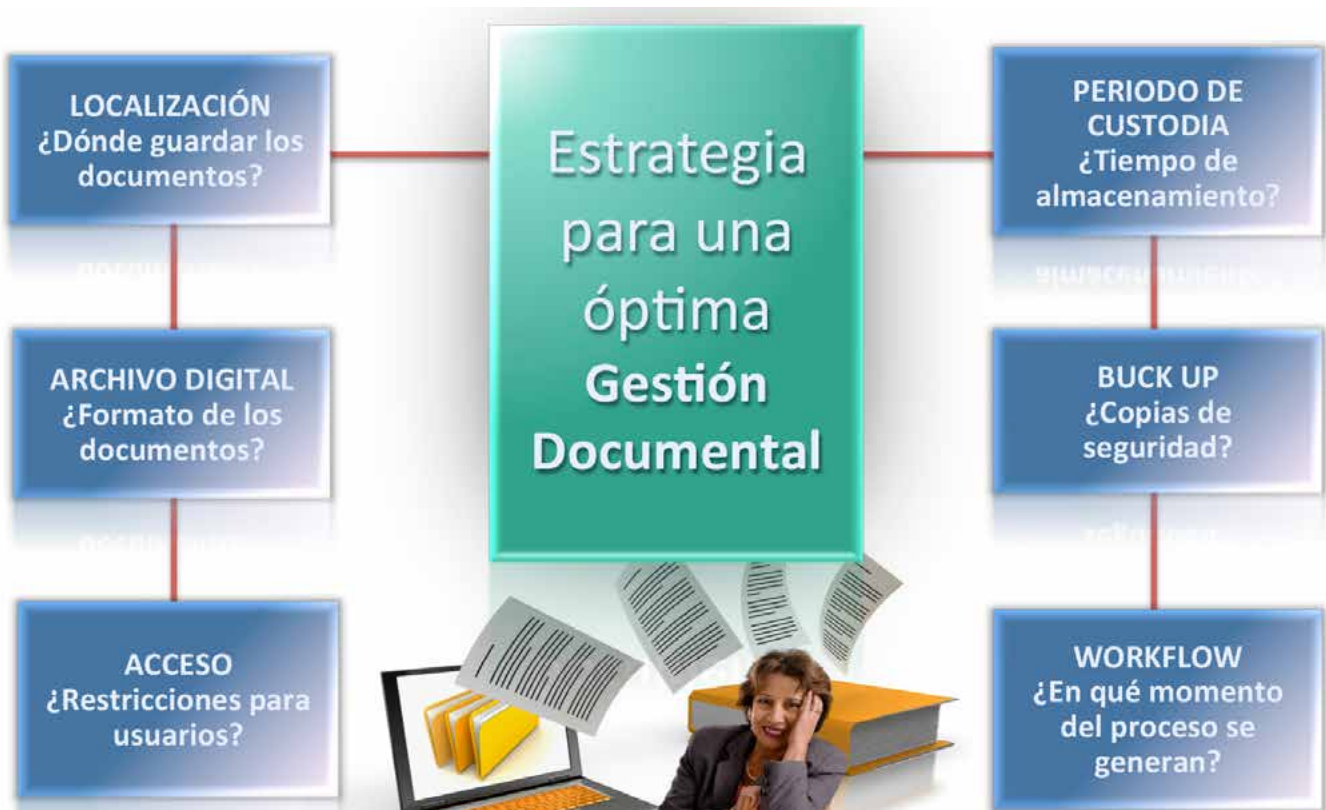 LOCALIZACIÓN
¿Dónde guardar los
documentos?
ARCHIVO DIGITAL
¿Formato de los
documentos?
ACCESO
¿Restricciones para
usuarios?
Estrategia
para una
óptima
Gestión
Documental
PERIODO DE
CUSTODIA
¿Tiempo de
almacenamiento?
BUCK UP
¿Copias de
seguridad?
WORKFLOW
¿En qué momento
del proceso se
generan?